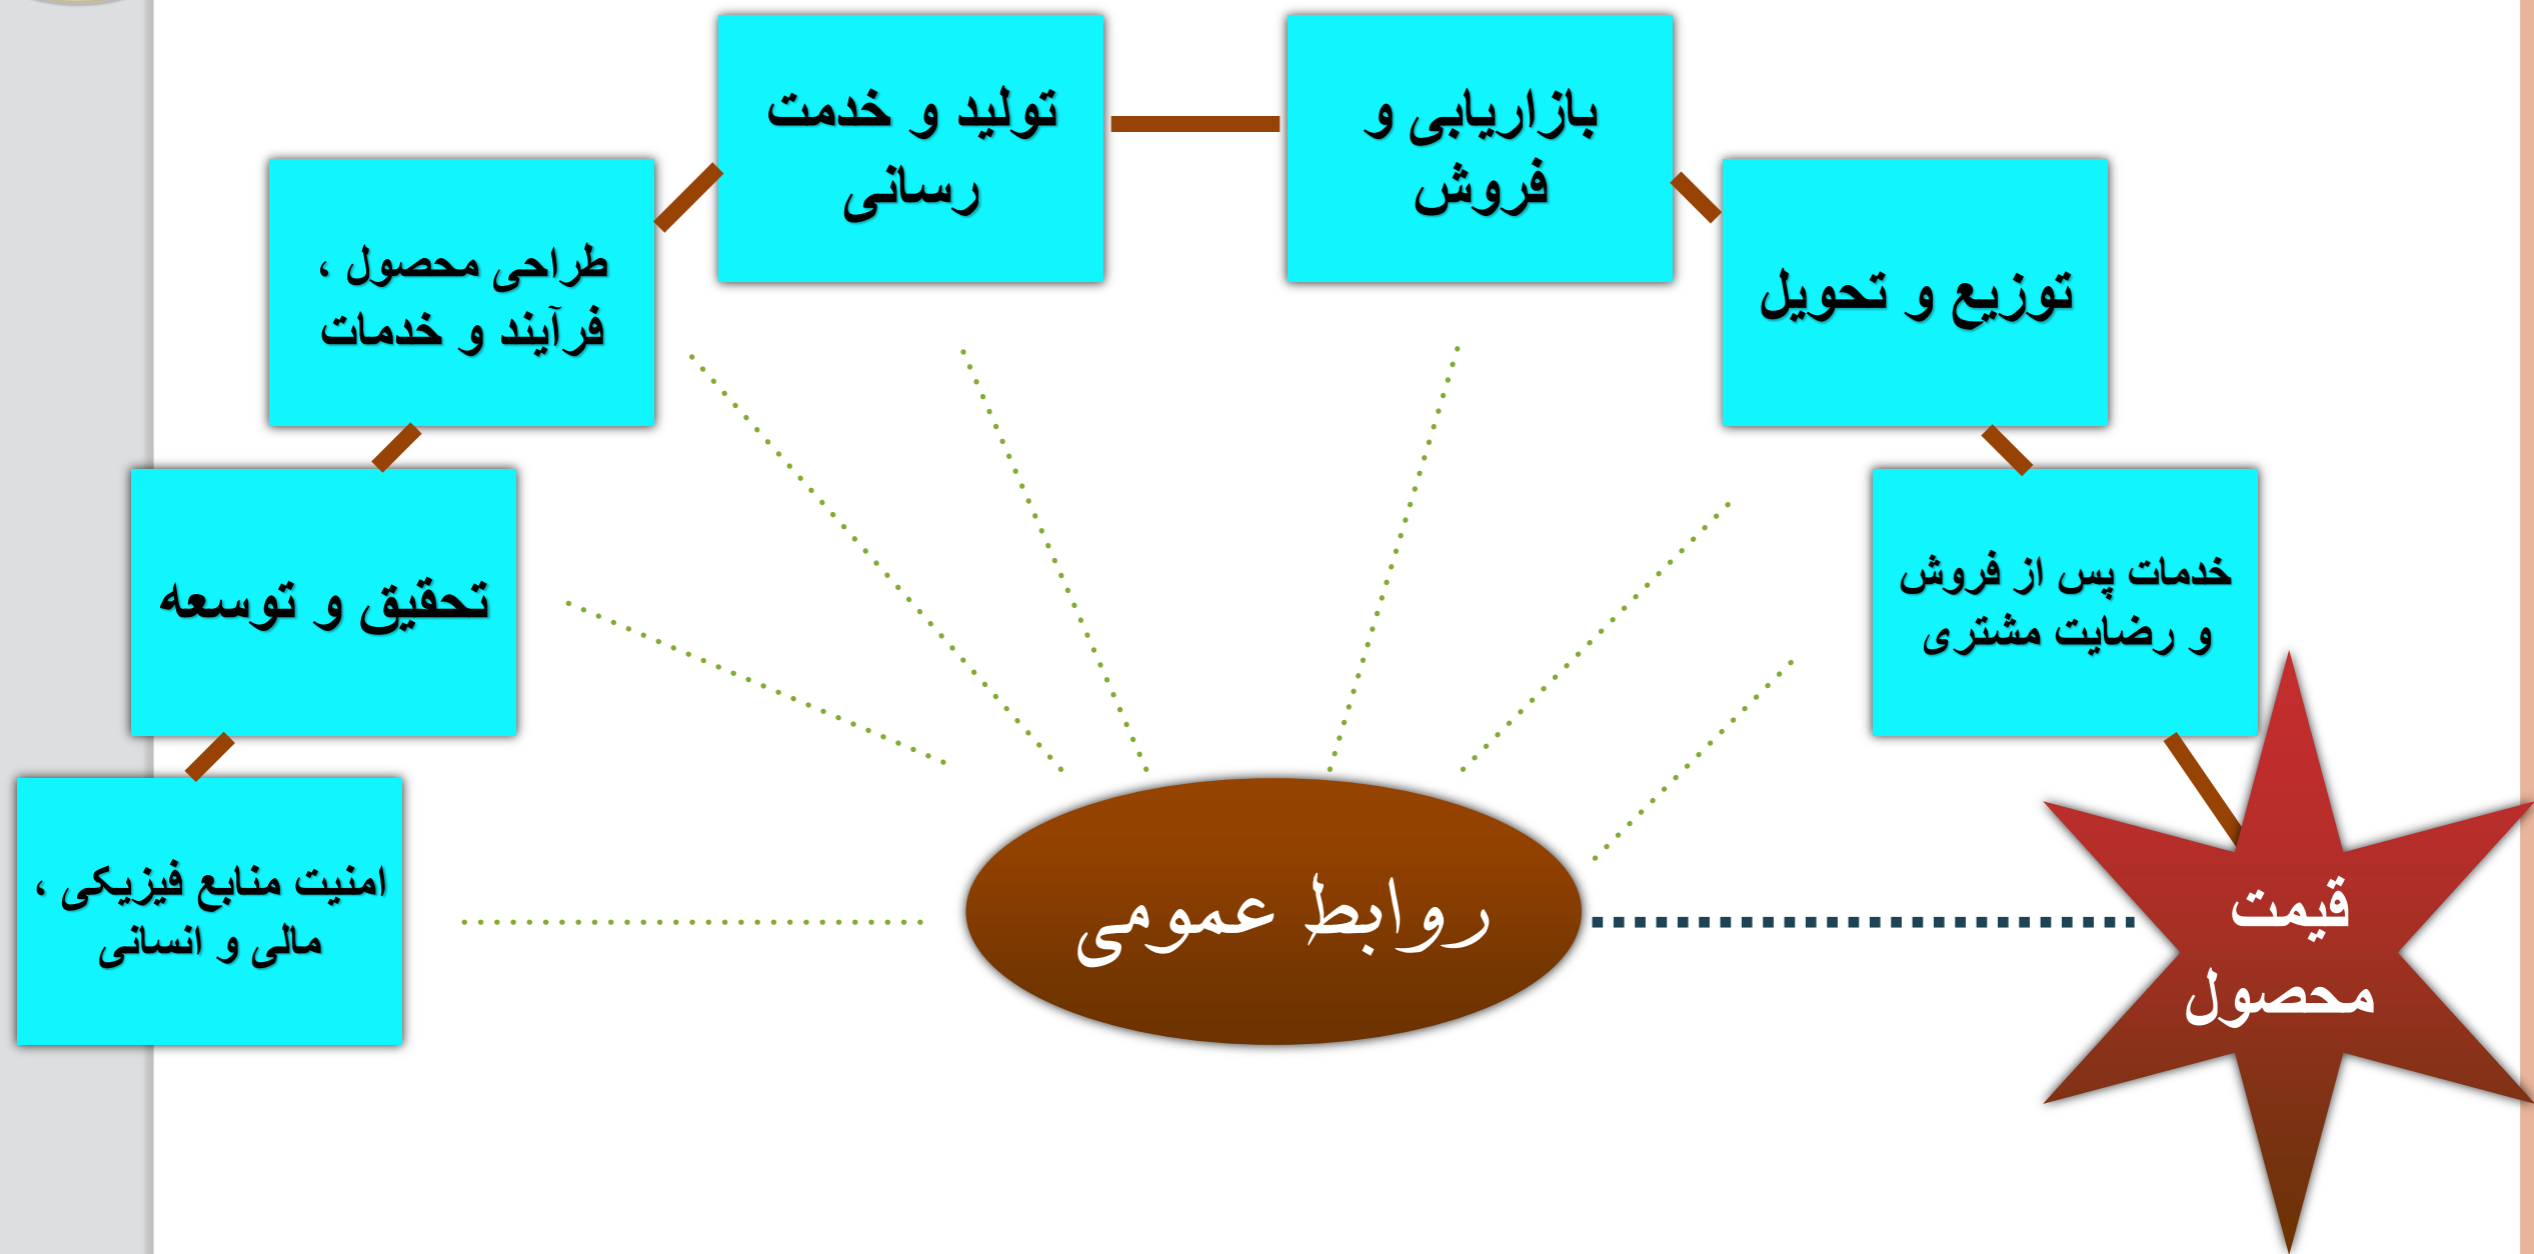 تولید و خدمت
رسانی
بازاریابی و
فروش
طراحی محصول ،
فرآیند و خدمات
توزیع و تحویل
تحقیق و توسعه
خدمات پس از فروش
و رضایت مشتری
امنیت منابع فیزیکی ،
مالی و انسانی
روابط عمومی
قیمت
محصول